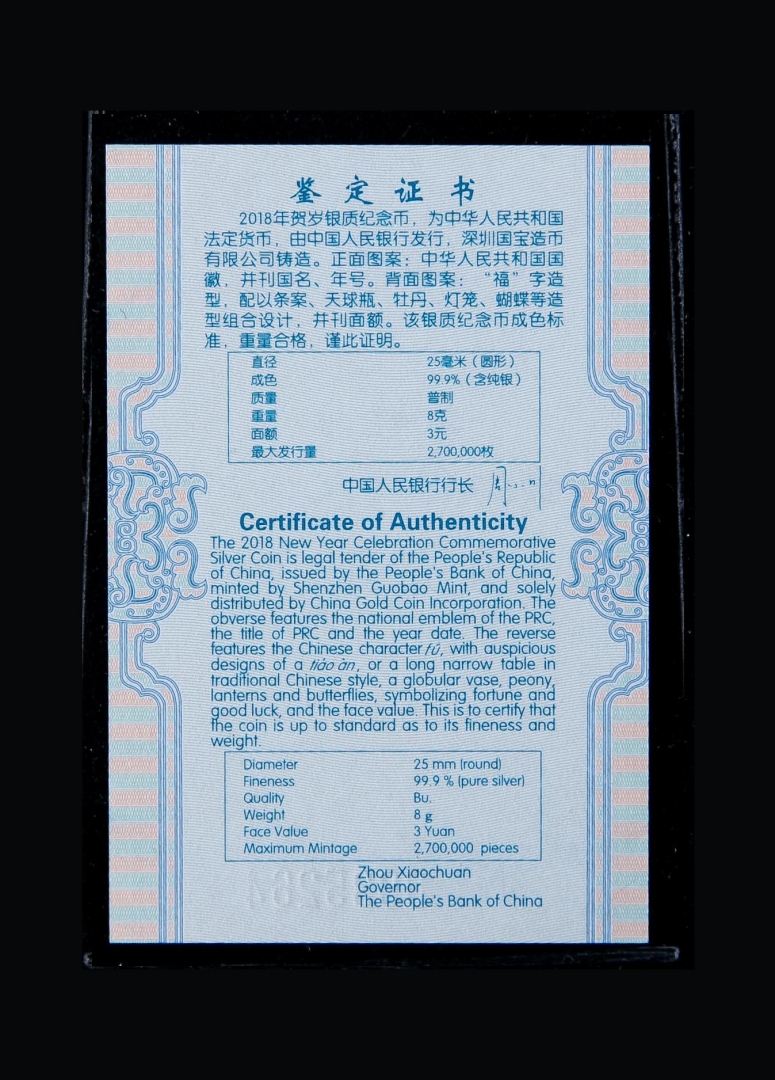 鉴定证书
2018年贺岁银质纪念币，为中华人民共和国
法定货币，由中国人民银行发行，深圳国宝造币
有限公司铸造。正面图案：中华人民共和国国
徽，并刊国名、年号。背面图案：“福”字造
型，配以条案、天球瓶、牡丹、灯笼、蝴蝶等造
型组合设计，并刊面额。该银质纪念币成色标
准，重量合格，谨此证明。
直径 25毫米（圆形）
成色 99.9%（含纯银）
质量 普制
重量 8克
面额 3元
最大发行量 2,700,000枚
中国人民银行行长
Certificate of Authenticity
The 2018 New Year Celebration Commemorative
Silver Coin is legal tender of the People's Republic
of China, issued by the People's Bank of China,
minted by Shenzhen Guobao Mint, and solely
distributed by China Gold Coin Incorporation. The
obverse features the national emblem of the PRC,
the title of PRC and the year date. The reverse
features the Chinese character fú, with auspicious
designs of a tiáo àn, or a long narrow table in
traditional Chinese style, a globular vase, peony,
lanterns and butterflies, symbolizing fortune and
good luck, and the face value. This is to certify that
the coin is up to standard as to its fineness and
weight.
Diameter 25 mm (round)
Fineness 99.9 % (pure silver)
Quality Bu.
Weight 8 g
Face Value 3 Yuan
Maximum Mintage 2,700,000 pieces
Zhou Xiaochuan
Governor
The People's Bank of China